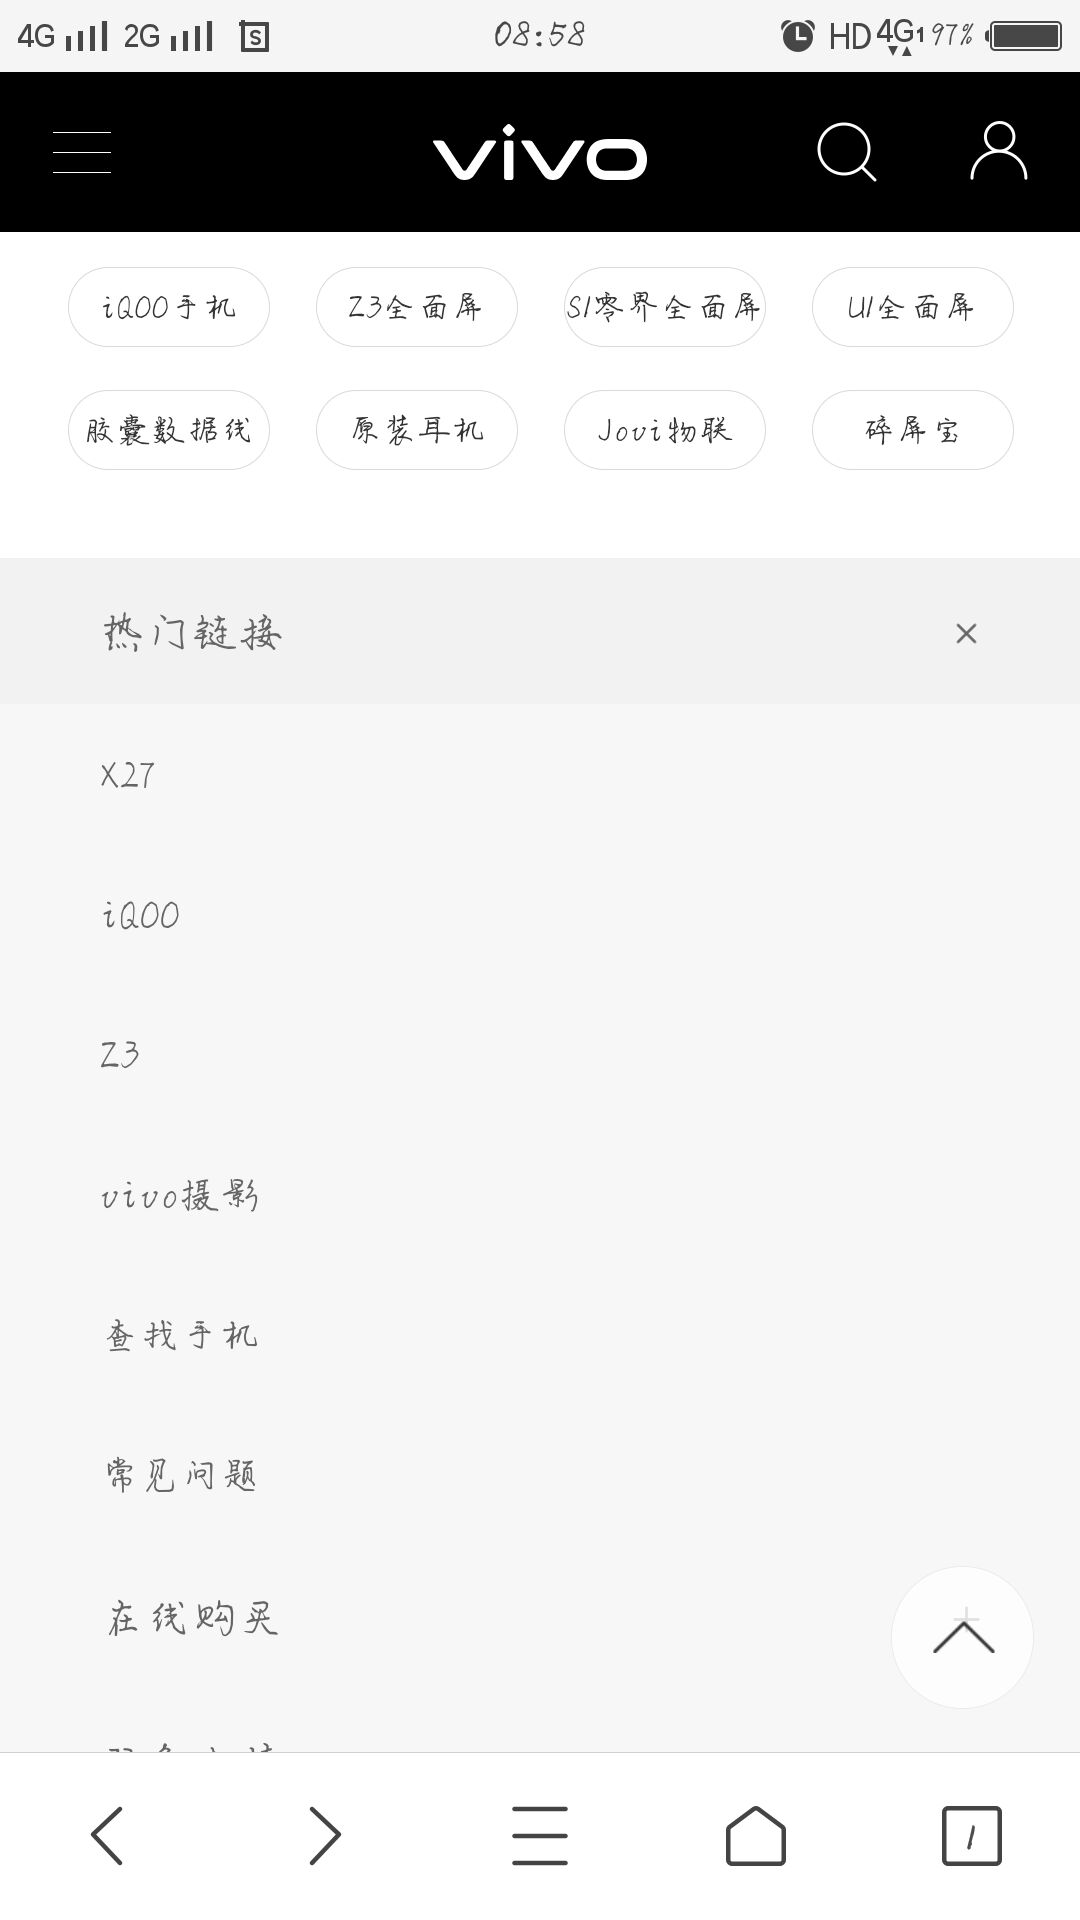 4G 2G S 08:58 HD 4G1 97%
vivo
iQOO手机 Z3全面屏 S1零界全面屏 U1全面屏
胶囊数据线 原装耳机 Jovi物联 碎屏宝
热门链接
X27
iQOO
Z3
vivo摄影
查找手机
常见问题
在线购买
1